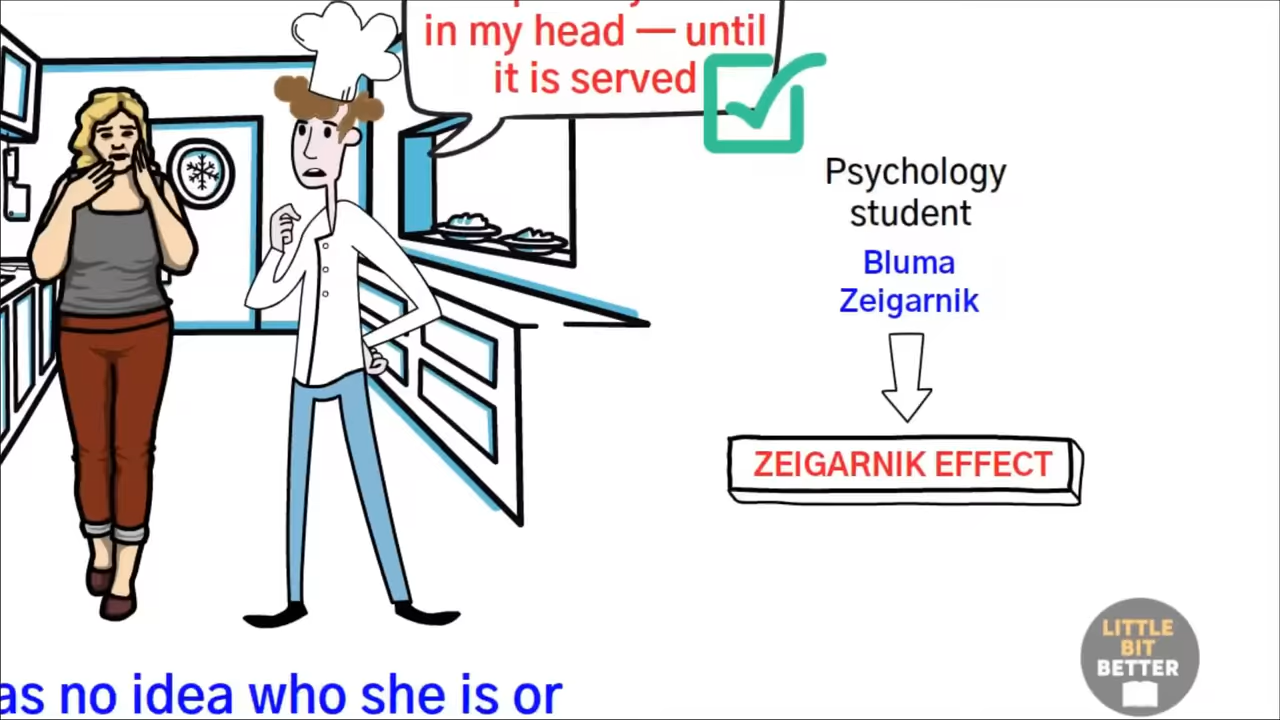 in my head — until
it is served
Psychology
student
Bluma
Zeigarnik
ZEIGARNIK EFFECT
as no idea who she is or
LITTLE
BIT
BETTER